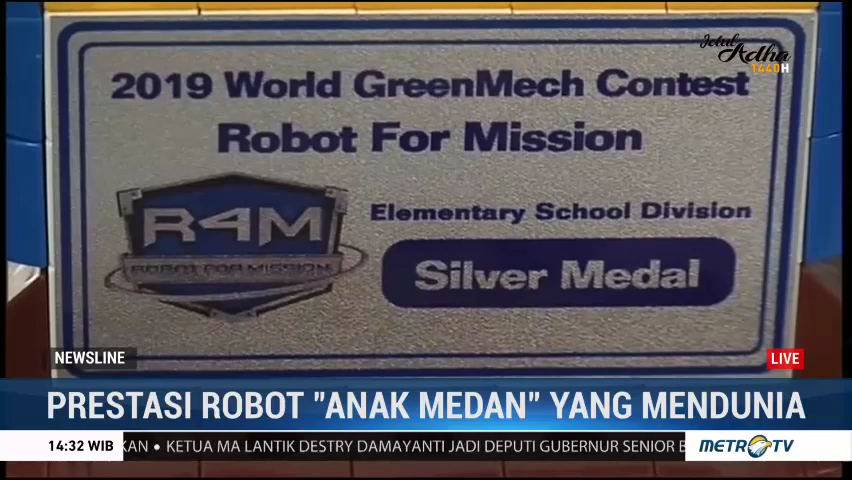 Idul
Adha
1440H
2019 World GreenMech Contest
Robot For Mission
R4M
ROBOT FOR MISSION
Elementary School Division
Silver Medal
NEWSLINE
LIVE
PRESTASI ROBOT "ANAK MEDAN" YANG MENDUNIA
14:32 WIB
KAN • KETUA MA LANTIK DESTRY DAMAYANTI JADI DEPUTI GUBERNUR SENIOR B
METRO TV